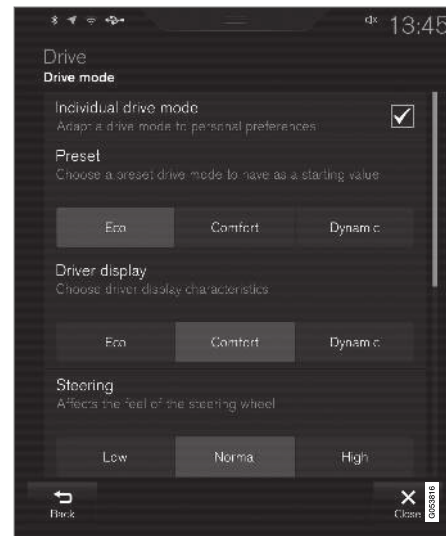 13:45
Drive
Drive mode
Individual drive mode
Adapt a drive mode to personal preferences
Preset
Choose a preset drive mode to have as a starting value
Eco Comfort Dynamic
Driver display
Choose driver display characteristics
Eco Comfort Dynamic
Steering
Affects the feel of the steering wheel
Low Normal High
Back Close
G053816